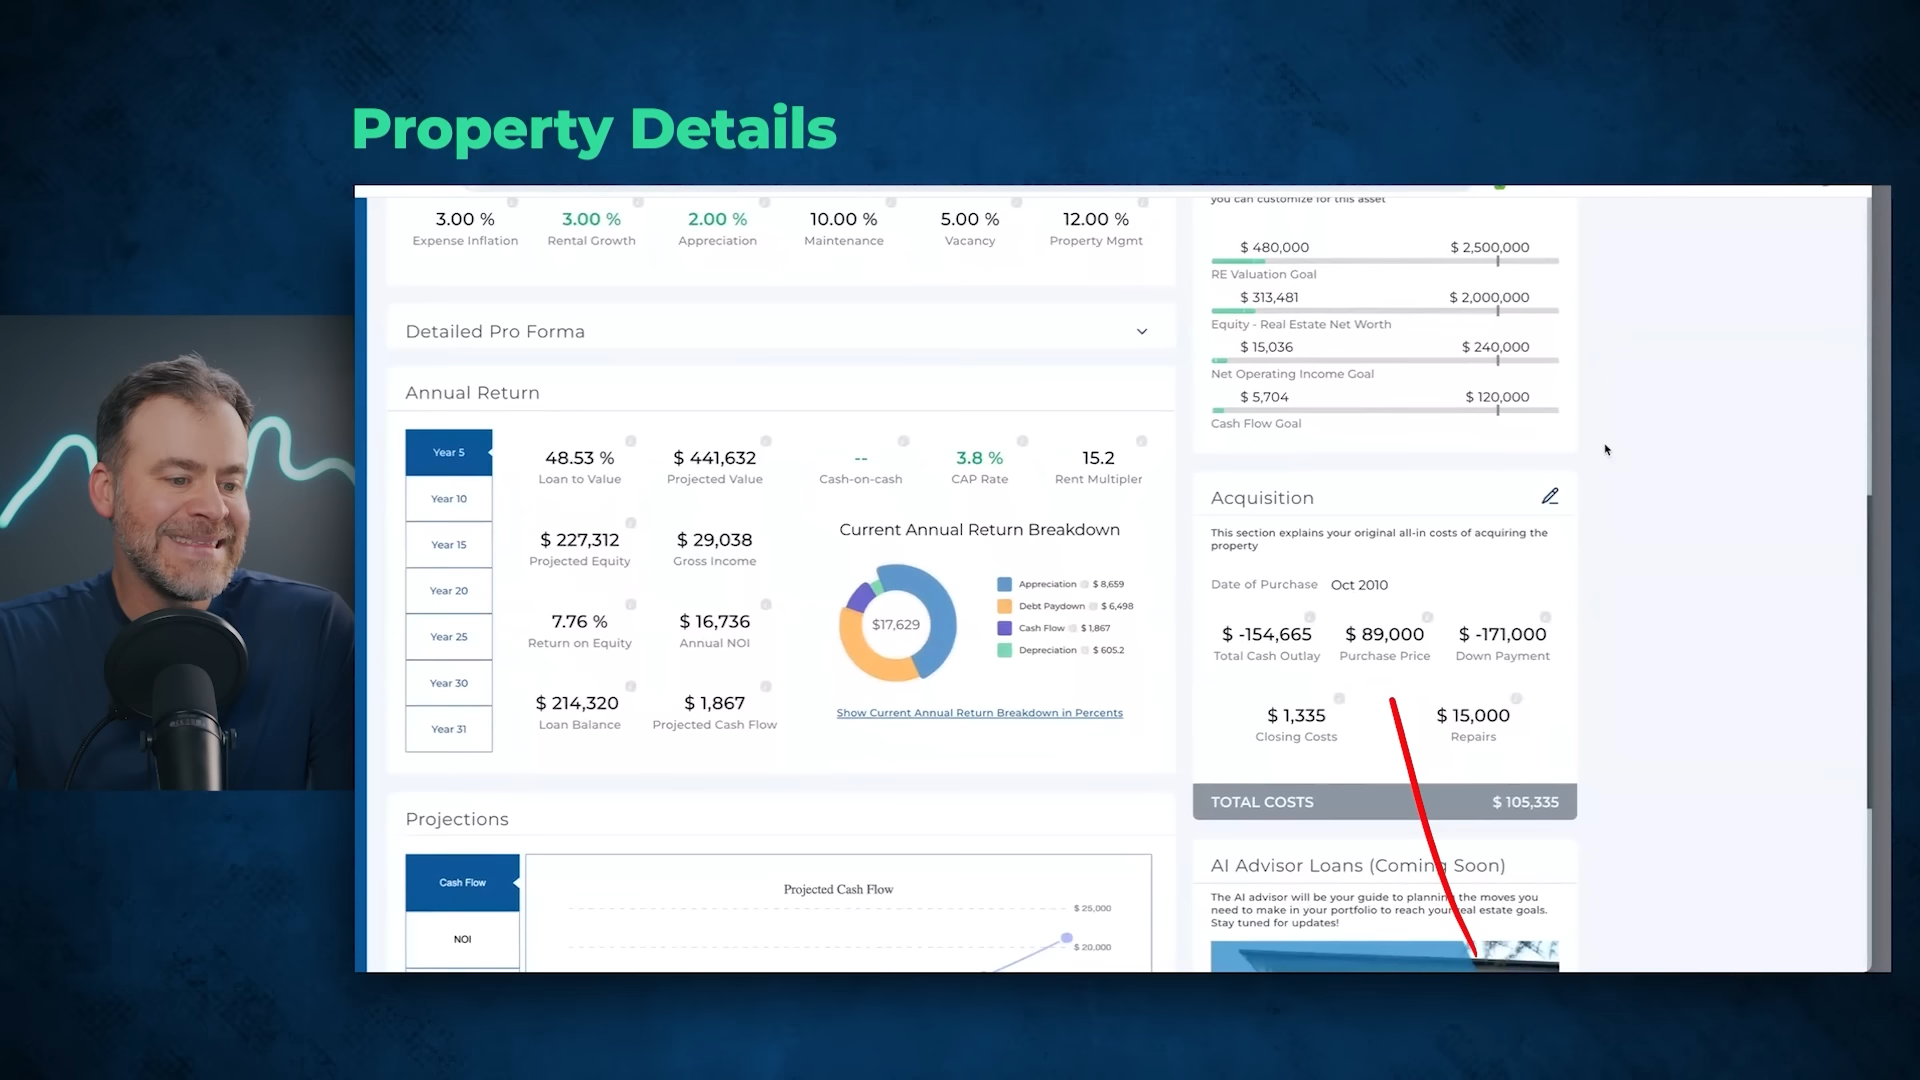 Property Details
3.00 %
Expense Inflation
3.00 %
Rental Growth
2.00 %
Appreciation
10.00 %
Maintenance
5.00 %
Vacancy
12.00 %
Property Mgmt
Detailed Pro Forma
Annual Return
Year 5
Year 10
Year 15
Year 20
Year 25
Year 30
Year 31
48.53 %
Loan to Value
$ 441,632
Projected Value
$ 227,312
Projected Equity
$ 29,038
Gross Income
7.76 %
Return on Equity
$ 16,736
Annual NOI
$ 214,320
Loan Balance
$ 1,867
Projected Cash Flow
--
Cash-on-cash
3.8 %
CAP Rate
15.2
Rent Multiplier
Current Annual Return Breakdown
$17,629
Appreciation $ 8,659
Debt Paydown $ 6,498
Cash Flow $ 1,867
Depreciation $ 605.2
Show Current Annual Return Breakdown in Percents
Projections
Cash Flow
NOI
Projected Cash Flow
$ 25,000
$ 20,000
you can customize for this asset
$ 480,000 $ 2,500,000
RE Valuation Goal
$ 313,481 $ 2,000,000
Equity - Real Estate Net Worth
$ 15,036 $ 240,000
Net Operating Income Goal
$ 5,704 $ 120,000
Cash Flow Goal
Acquisition
This section explains your original all-in costs of acquiring the
property
Date of Purchase Oct 2010
$ -154,665
Total Cash Outlay
$ 89,000
Purchase Price
$ -171,000
Down Payment
$ 1,335
Closing Costs
$ 15,000
Repairs
TOTAL COSTS $ 105,335
AI Advisor Loans (Coming Soon)
The AI advisor will be your guide to planning the moves you
need to make in your portfolio to reach your real estate goals.
Stay tuned for updates!